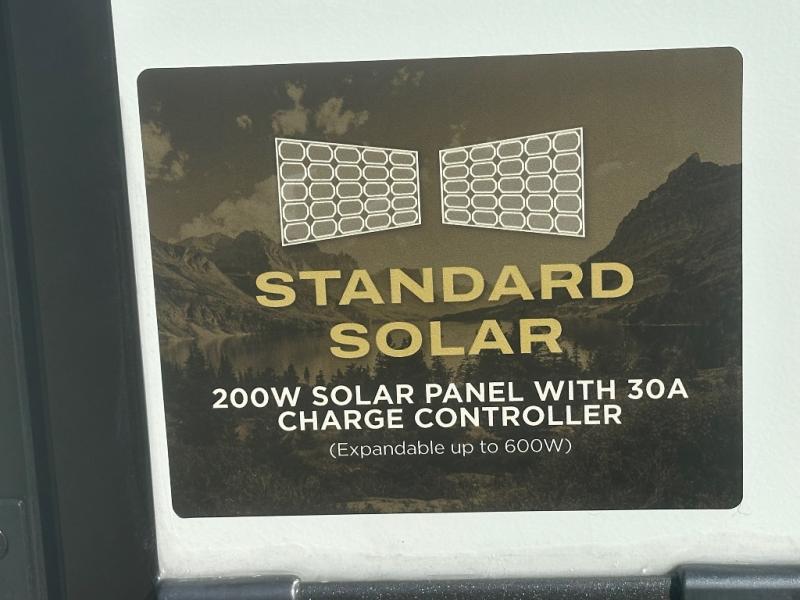 STANDARD
SOLAR
200W SOLAR PANEL WITH 30A
CHARGE CONTROLLER
(Expandable up to 600W)